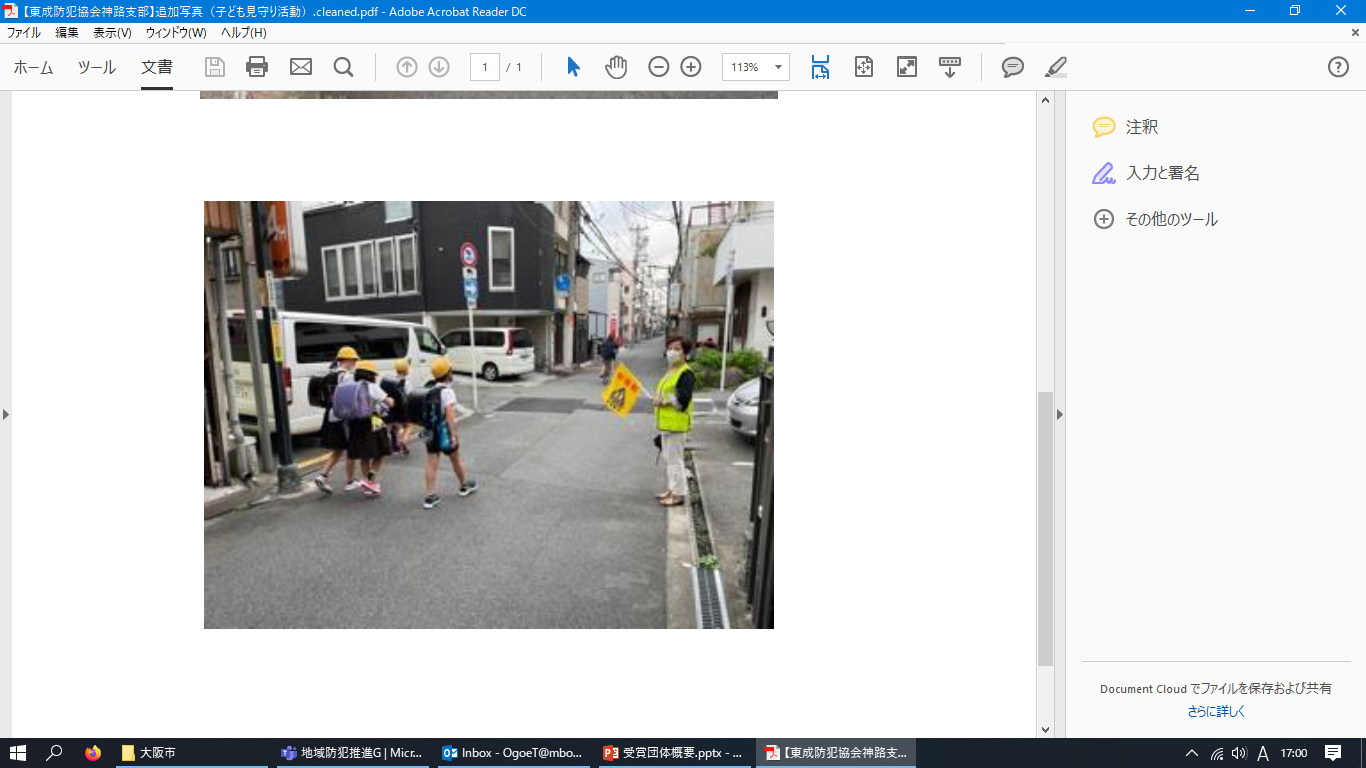 【東成防犯協会神路支部】追加写真（子ども見守り活動）.cleaned.pdf - Adobe Acrobat Reader DC
ファイル 編集 表示(V) ウィンドウ(W) ヘルプ(H)
ホーム ツール 文書 1 / 1 113%
注釈
入力と署名
その他のツール
Document Cloud でファイルを保存および共有
さらに詳しく
大阪市 地域防犯推進G | Micr... Inbox - OgoeT@mbo... 受賞団体概要.pptx - ... 【東成防犯協会神路支... A 17:00